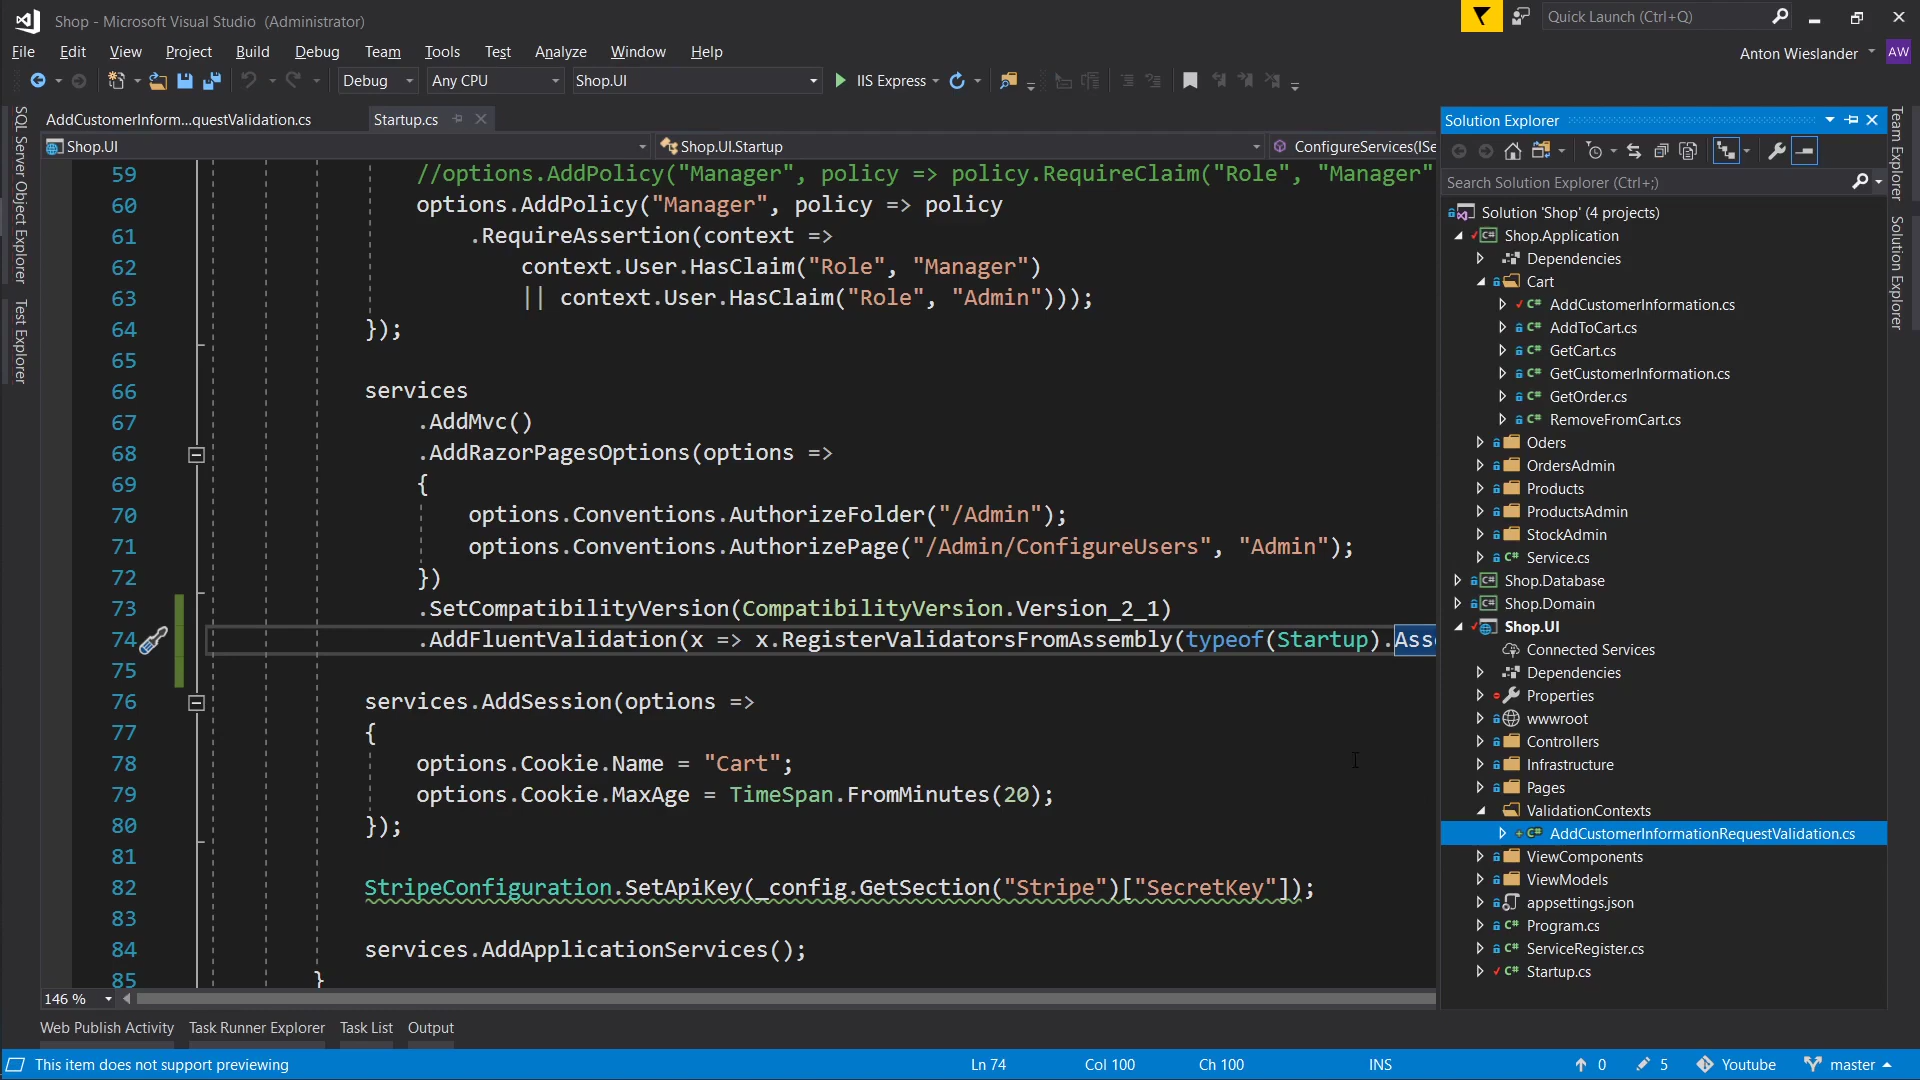 Shop - Microsoft Visual Studio (Administrator)
Quick Launch (Ctrl+Q)
File Edit View Project Build Debug Team Tools Test Analyze Window Help
Anton Wieslander AW
Debug Any CPU Shop.UI IIS Express
SQL Server Object Explorer
Test Explorer
AddCustomerInform...questValidation.cs Startup.cs
Shop.UI Shop.UI.Startup ConfigureServices(ISe
59 //options.AddPolicy("Manager", policy => policy.RequireClaim("Role", "Manager"
60 options.AddPolicy("Manager", policy => policy
61 .RequireAssertion(context =>
62 context.User.HasClaim("Role", "Manager")
63 || context.User.HasClaim("Role", "Admin")));
64 });
65
66 services
67 .AddMvc()
68 .AddRazorPagesOptions(options =>
69 {
70 options.Conventions.AuthorizeFolder("/Admin");
71 options.Conventions.AuthorizePage("/Admin/ConfigureUsers", "Admin");
72 })
73 .SetCompatibilityVersion(CompatibilityVersion.Version_2_1)
74 .AddFluentValidation(x => x.RegisterValidatorsFromAssembly(typeof(Startup).Ass
75
76 services.AddSession(options =>
77 {
78 options.Cookie.Name = "Cart";
79 options.Cookie.MaxAge = TimeSpan.FromMinutes(20);
80 });
81
82 StripeConfiguration.SetApiKey(_config.GetSection("Stripe")["SecretKey"]);
83
84 services.AddApplicationServices();
85 }
146 %
Solution Explorer
Search Solution Explorer (Ctrl+;)
Solution 'Shop' (4 projects)
C# Shop.Application
Dependencies
Cart
C# AddCustomerInformation.cs
C# AddToCart.cs
C# GetCart.cs
C# GetCustomerInformation.cs
C# GetOrder.cs
C# RemoveFromCart.cs
Oders
OrdersAdmin
Products
ProductsAdmin
StockAdmin
C# Service.cs
C# Shop.Database
C# Shop.Domain
Shop.UI
Connected Services
Dependencies
Properties
wwwroot
Controllers
Infrastructure
Pages
ValidationContexts
C# AddCustomerInformationRequestValidation.cs
ViewComponents
ViewModels
appsettings.json
C# Program.cs
C# ServiceRegister.cs
C# Startup.cs
Team Explorer
Solution Explorer
Web Publish Activity Task Runner Explorer Task List Output
This item does not support previewing Ln 74 Col 100 Ch 100 INS 0 5 Youtube master